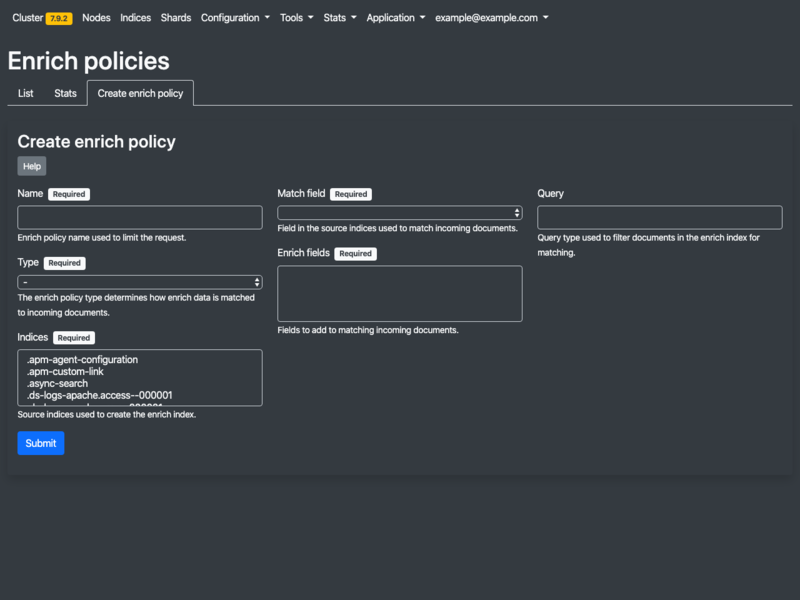 Cluster 7.9.2 Nodes Indices Shards Configuration Tools Stats Application example@example.com
Enrich policies
List Stats Create enrich policy
Create enrich policy
Help
Name Required
Enrich policy name used to limit the request.
Type Required
-
The enrich policy type determines how enrich data is matched
to incoming documents.
Indices Required
.apm-agent-configuration
.apm-custom-link
.async-search
.ds-logs-apache.access--000001
Source indices used to create the enrich index.
Submit
Match field Required
Field in the source indices used to match incoming documents.
Enrich fields Required
Fields to add to matching incoming documents.
Query
Query type used to filter documents in the enrich index for
matching.